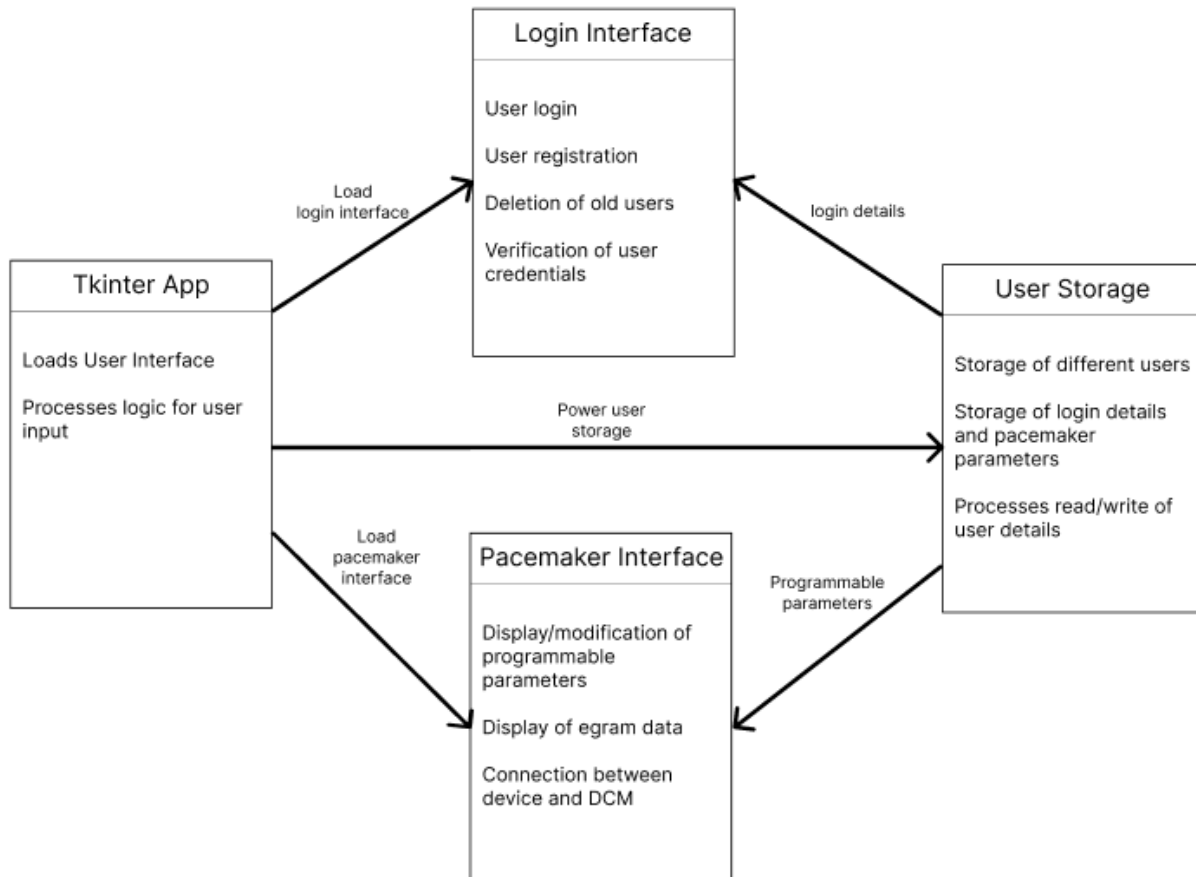 Login Interface
User login
User registration
Deletion of old users
Verification of user
credentials
Load
login interface
login details
Tkinter App
Loads User Interface
Processes logic for user
input
User Storage
Storage of different users
Storage of login details
and pacemaker
parameters
Processes read/write of
user details
Power user
storage
Load
pacemaker
interface
Pacemaker Interface
Display/modification of
programmable
parameters
Display of egram data
Connection between
device and DCM
Programmable
parameters